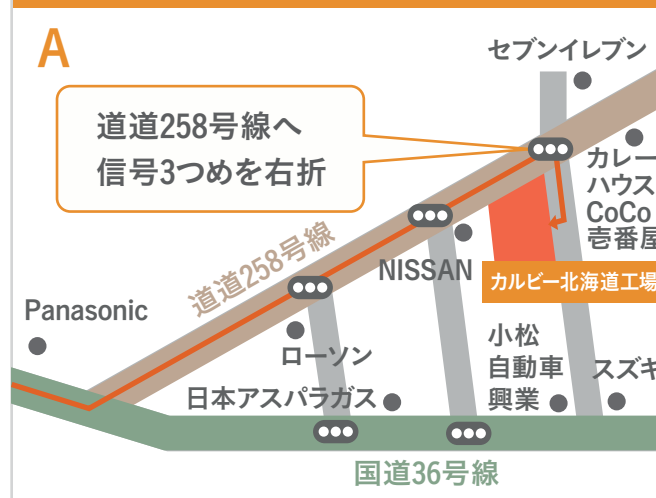 A
セブンイレブン
道道258号線へ
信号3つめを右折
カレー
ハウス
CoCo
壱番屋
道道258号線
NISSAN
カルビー北海道工場
Panasonic
ローソン
小松
自動車
興業
スズキ
日本アスパラガス
国道36号線